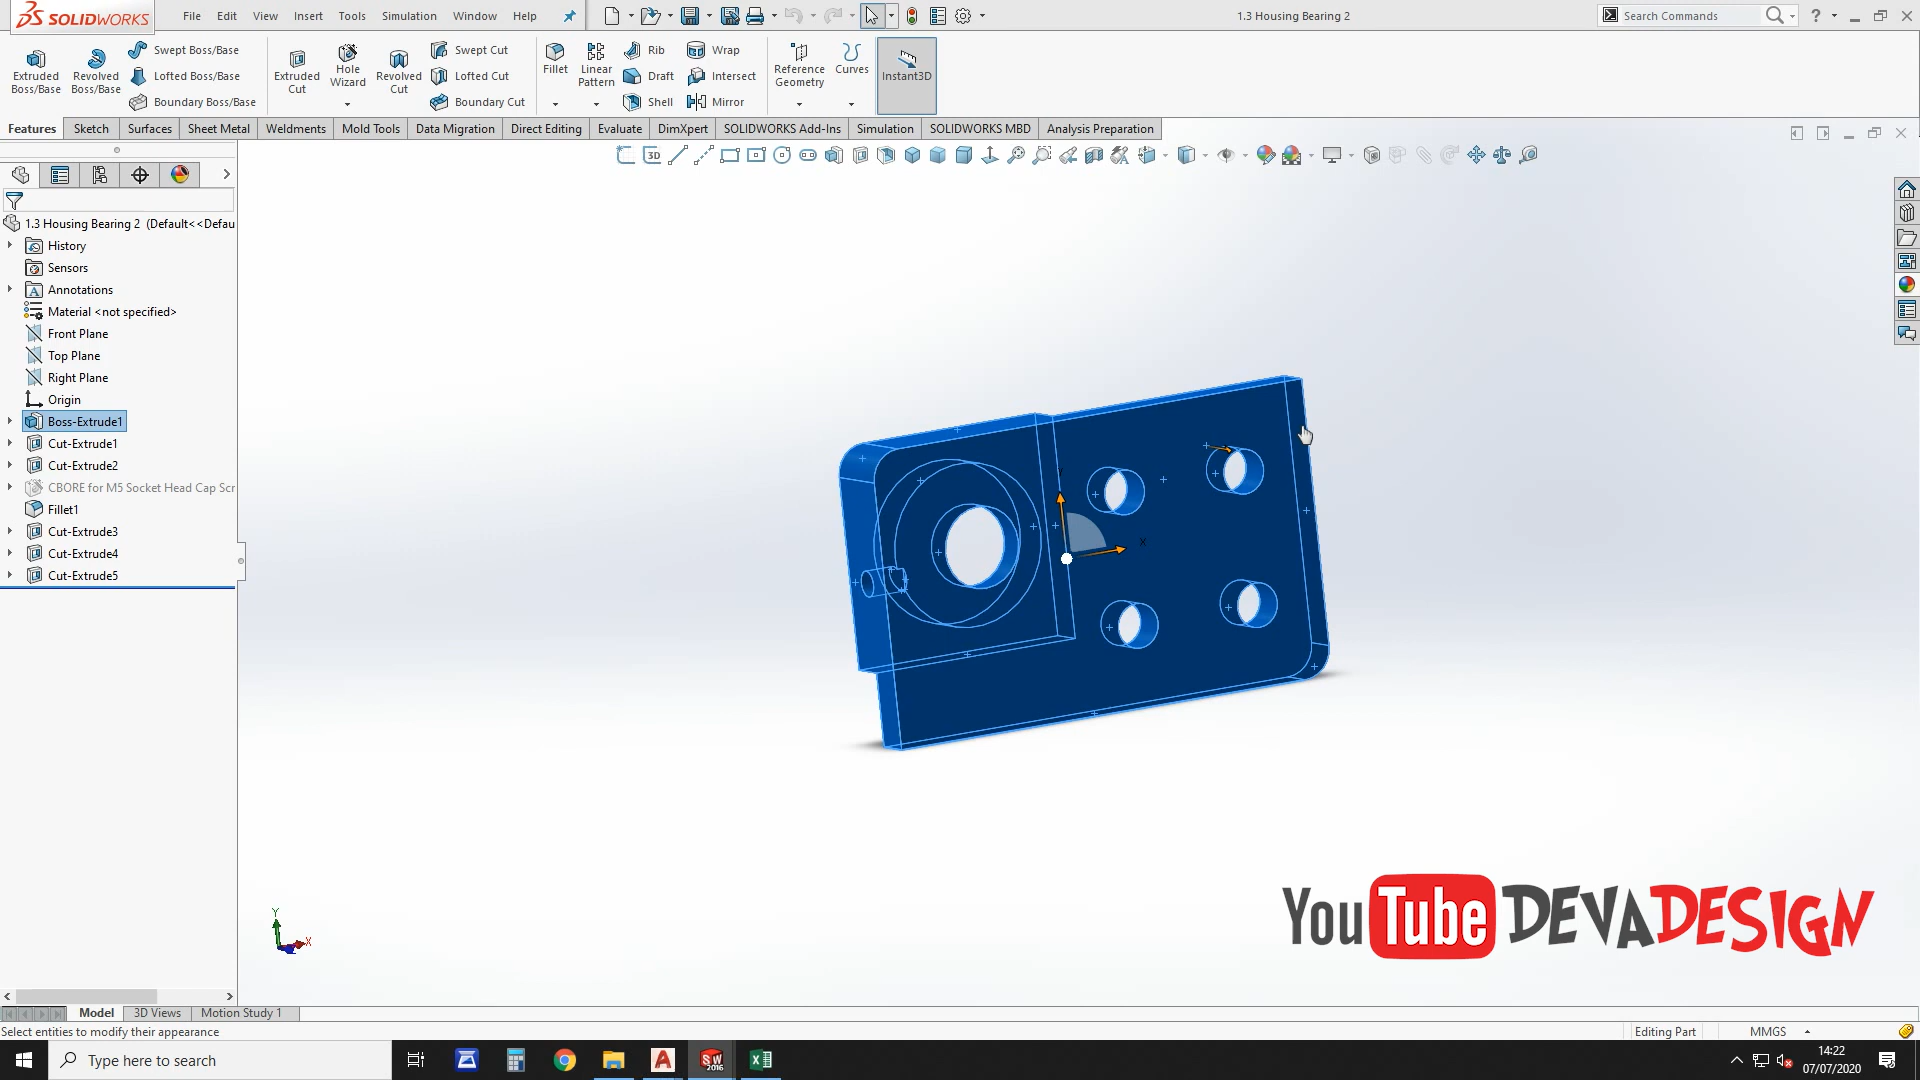 SOLIDWORKS File Edit View Insert Tools Simulation Window Help 1.3 Housing Bearing 2 Search Commands ?
Extruded Boss/Base
Revolved Boss/Base
Swept Boss/Base
Lofted Boss/Base
Boundary Boss/Base
Extruded Cut
Hole Wizard
Revolved Cut
Swept Cut
Lofted Cut
Boundary Cut
Fillet
Linear Pattern
Rib
Draft
Shell
Wrap
Intersect
Mirror
Reference Geometry
Curves
Instant3D
Features Sketch Surfaces Sheet Metal Weldments Mold Tools Data Migration Direct Editing Evaluate DimXpert SOLIDWORKS Add-Ins Simulation SOLIDWORKS MBD Analysis Preparation
3D
1.3 Housing Bearing 2 (Default<<Defau
History
Sensors
Annotations
Material <not specified>
Front Plane
Top Plane
Right Plane
Origin
Boss-Extrude1
Cut-Extrude1
Cut-Extrude2
CBORE for M5 Socket Head Cap Scr
Fillet1
Cut-Extrude3
Cut-Extrude4
Cut-Extrude5
X
Y
X
YouTube DEVADESIGN
Model 3D Views Motion Study 1
Select entities to modify their appearance Editing Part MMGS
Type here to search
SW
2016
14:22
07/07/2020